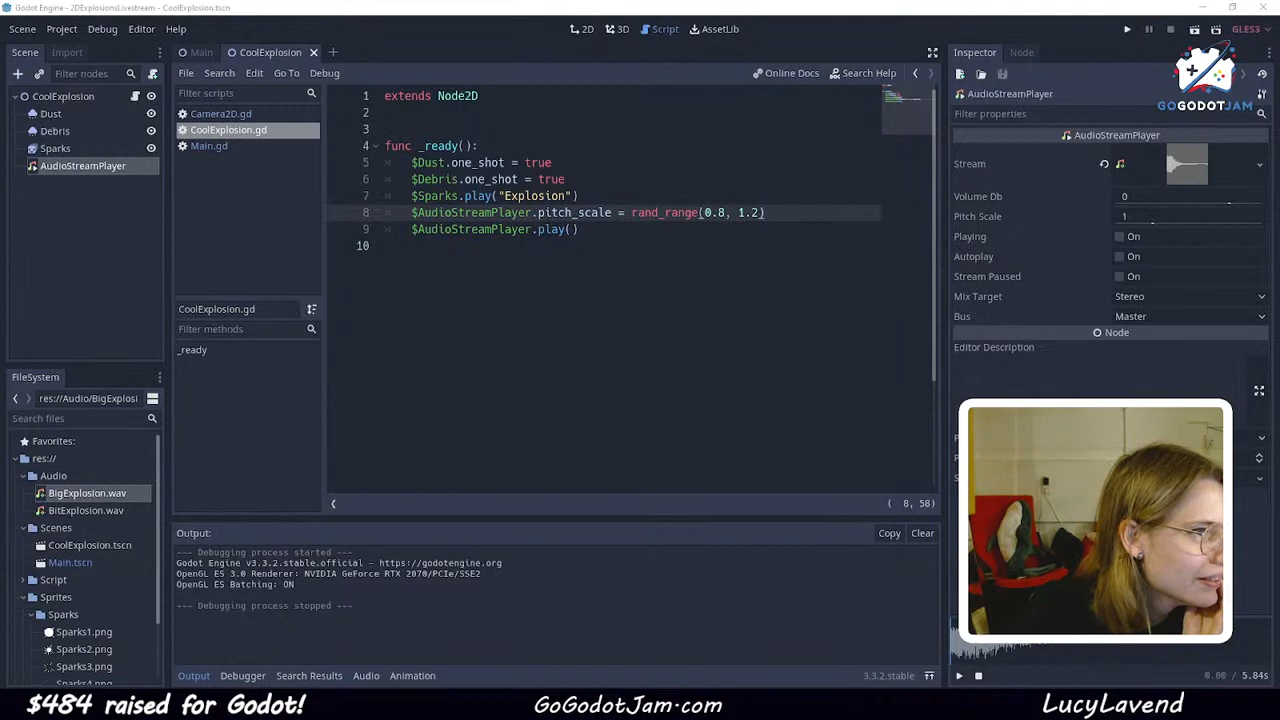 Godot Engine - 2DExplosionsLivestream - CoolExplosion.tscn
Scene Project Debug Editor Help
2D 3D Script AssetLib
GLES3
Scene Import
Filter nodes
CoolExplosion
Dust
Debris
Sparks
AudioStreamPlayer
Main CoolExplosion
File Search Edit Go To Debug
Online Docs Search Help
Filter scripts
Camera2D.gd
CoolExplosion.gd
Main.gd
CoolExplosion.gd
Filter methods
_ready
1 extends Node2D
2
3
4 func _ready():
5 $Dust.one_shot = true
6 $Debris.one_shot = true
7 $Sparks.play("Explosion")
8 $AudioStreamPlayer.pitch_scale = rand_range(0.8, 1.2)
9 $AudioStreamPlayer.play()
10
( 8, 58)
FileSystem
res://Audio/BigExplosi
Search files
Favorites:
res://
Audio
BigExplosion.wav
BitExplosion.wav
Scenes
CoolExplosion.tscn
Main.tscn
Script
Sprites
Sparks
Sparks1.png
Sparks2.png
Sparks3.png
Sparks4.png
Output:
Copy Clear
--- Debugging process started ---
Godot Engine v3.3.2.stable.official - https://godotengine.org
OpenGL ES 3.0 Renderer: NVIDIA GeForce RTX 2070/PCIe/SSE2
OpenGL ES Batching: ON
--- Debugging process stopped ---
Output Debugger Search Results Audio Animation
3.3.2.stable
Inspector Node
GOGODOTJAM
AudioStreamPlayer
Filter properties
AudioStreamPlayer
Stream
Volume Db 0
Pitch Scale 1
Playing On
Autoplay On
Stream Paused On
Mix Target Stereo
Bus Master
Node
Editor Description
0.00 / 5.84s
$484 raised for Godot!
GoGodotJam.com
LucyLavend